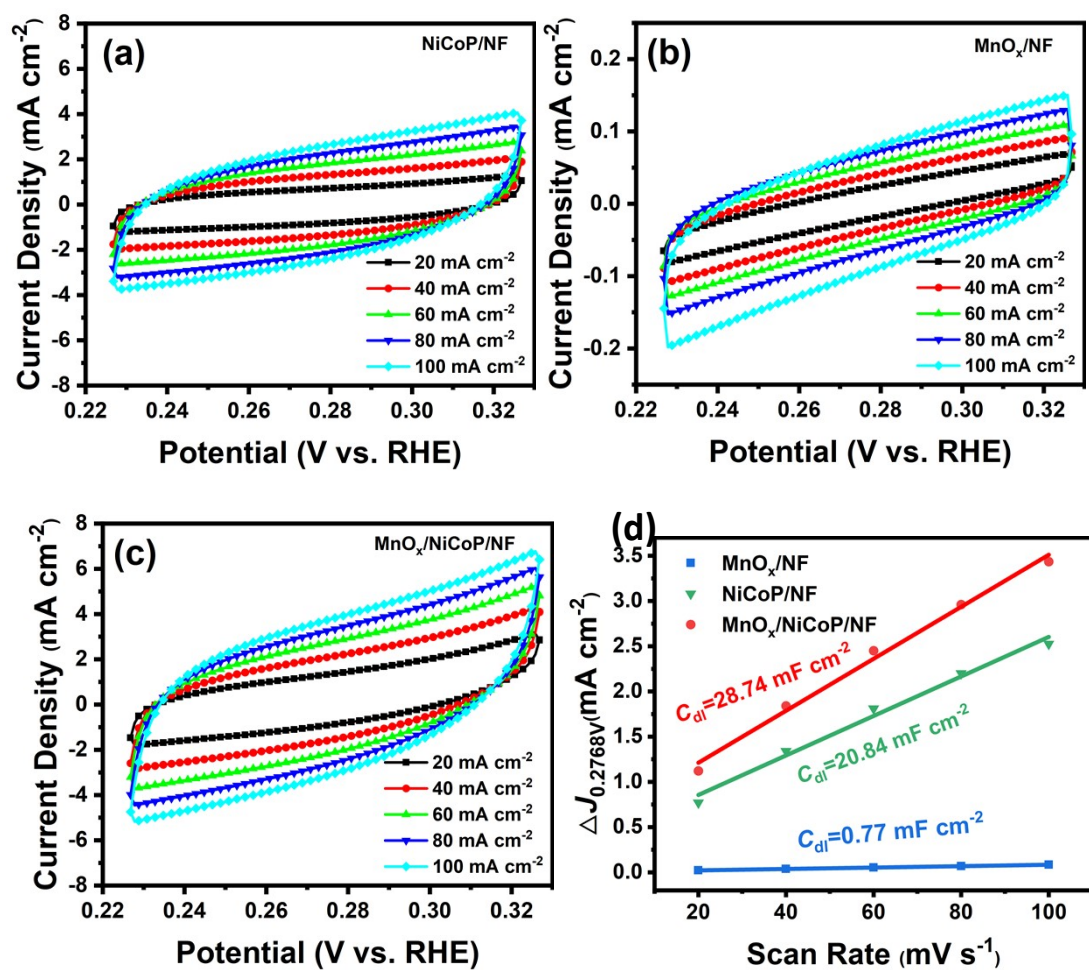 (a)
NiCoP/NF
Current Density (mA cm-2)
8
6
4
2
0
-2
-4
-6
-8
20 mA cm-2
40 mA cm-2
60 mA cm-2
80 mA cm-2
100 mA cm-2
0.22 0.24 0.26 0.28 0.30 0.32
Potential (V vs. RHE)
(b)
MnOx/NF
Current Density (mA cm-2)
0.2
0.1
0.0
-0.1
-0.2
20 mA cm-2
40 mA cm-2
60 mA cm-2
80 mA cm-2
100 mA cm-2
0.22 0.24 0.26 0.28 0.30 0.32
Potential (V vs. RHE)
(c)
MnOx/NiCoP/NF
Current Density (mA cm-2)
8
6
4
2
0
-2
-4
-6
-8
20 mA cm-2
40 mA cm-2
60 mA cm-2
80 mA cm-2
100 mA cm-2
0.22 0.24 0.26 0.28 0.30 0.32
Potential (V vs. RHE)
(d)
△J0.2768V(mA cm-2)
3.5
3.0
2.5
2.0
1.5
1.0
0.5
0.0
MnOx/NF
NiCoP/NF
MnOx/NiCoP/NF
Cdl=28.74 mF cm-2
Cdl=20.84 mF cm-2
Cdl=0.77 mF cm-2
20 40 60 80 100
Scan Rate (mV s-1)